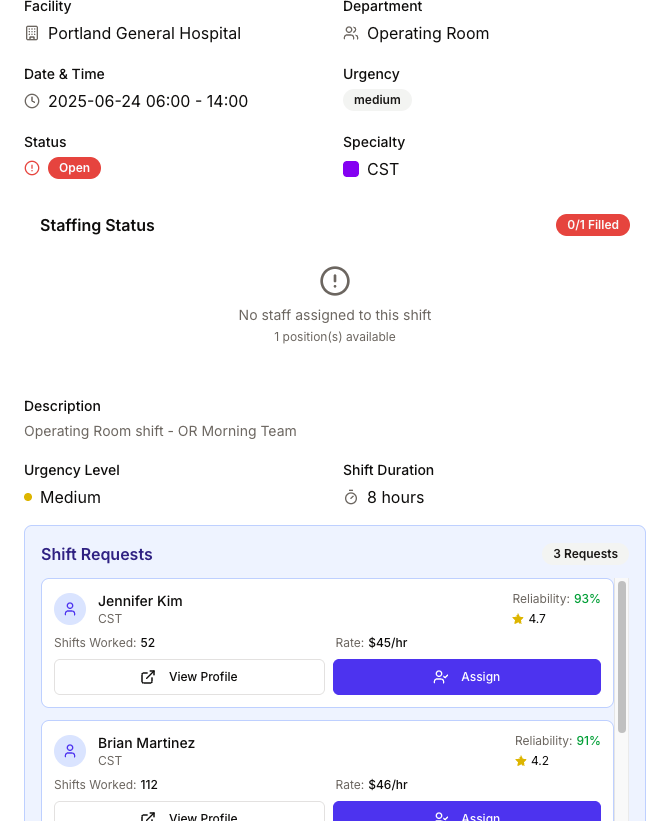 Facility
Department
Portland General Hospital
Operating Room
Date & Time
Urgency
2025-06-24 06:00 - 14:00
medium
Status
Specialty
Open
CST
Staffing Status
0/1 Filled
No staff assigned to this shift
1 position(s) available
Description
Operating Room shift - OR Morning Team
Urgency Level
Shift Duration
Medium
8 hours
Shift Requests
3 Requests
Jennifer Kim
Reliability: 93%
CST
4.7
Shifts Worked: 52
Rate: $45/hr
View Profile
Assign
Brian Martinez
Reliability: 91%
CST
4.2
Shifts Worked: 112
Rate: $46/hr
View Profile
Assign